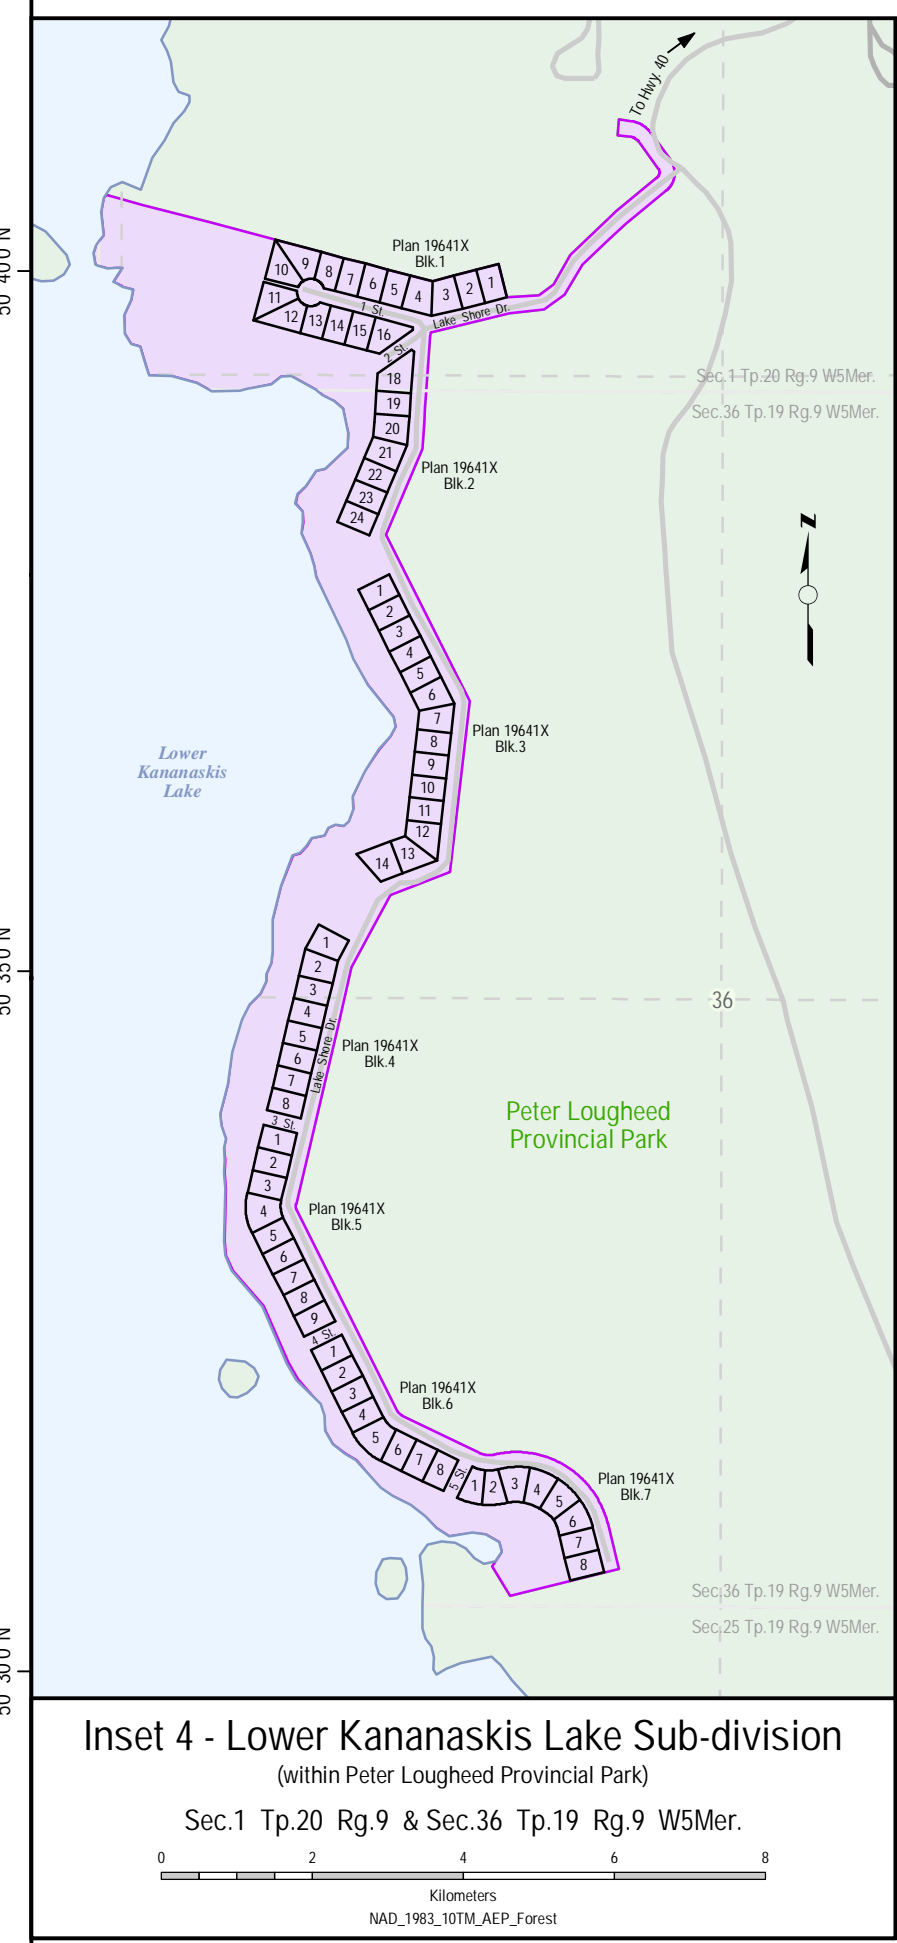 To Hwy. 40
Plan 19641X
Blk.1
10
9
8
7
6
5
4
3
2
1
11
12
13
14
15
16
1 St.
Lake Shore Dr.
2 St.
Sec.1 Tp.20 Rg.9 W5Mer.
Sec.36 Tp.19 Rg.9 W5Mer.
18
19
20
21
22
23
24
Plan 19641X
Blk.2
N
1
2
3
4
5
6
7
8
9
10
11
12
13
14
Plan 19641X
Blk.3
Lower
Kananaskis
Lake
1
2
3
4
5
6
7
8
36
Lake Shore Dr.
Plan 19641X
Blk.4
Peter Lougheed
Provincial Park
3 St.
1
2
3
4
5
6
7
8
9
Plan 19641X
Blk.5
4 St.
1
2
3
4
5
6
7
8
Plan 19641X
Blk.6
5 St.
1
2
3
4
5
6
7
8
Plan 19641X
Blk.7
Sec.36 Tp.19 Rg.9 W5Mer.
Sec.25 Tp.19 Rg.9 W5Mer.
Inset 4 - Lower Kananaskis Lake Sub-division
(within Peter Lougheed Provincial Park)
Sec.1 Tp.20 Rg.9 & Sec.36 Tp.19 Rg.9 W5Mer.
0 2 4 6 8
Kilometers
NAD_1983_10TM_AEP_Forest